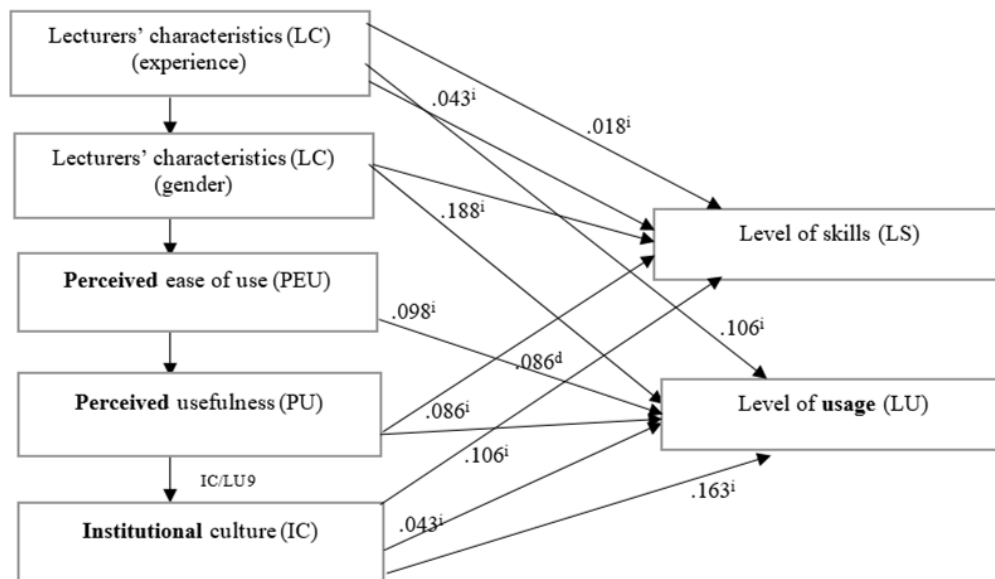 Lecturers’ characteristics (LC)
(experience)
.043ⁱ
.018ⁱ
Lecturers’ characteristics (LC)
(gender)
.188ⁱ
Level of skills (LS)
Perceived ease of use (PEU)
.098ⁱ
.106ⁱ
.086ᵈ
Perceived usefulness (PU)
.086ⁱ
Level of usage (LU)
.106ⁱ
IC/LU9
.163ⁱ
Institutional culture (IC)
.043ⁱ